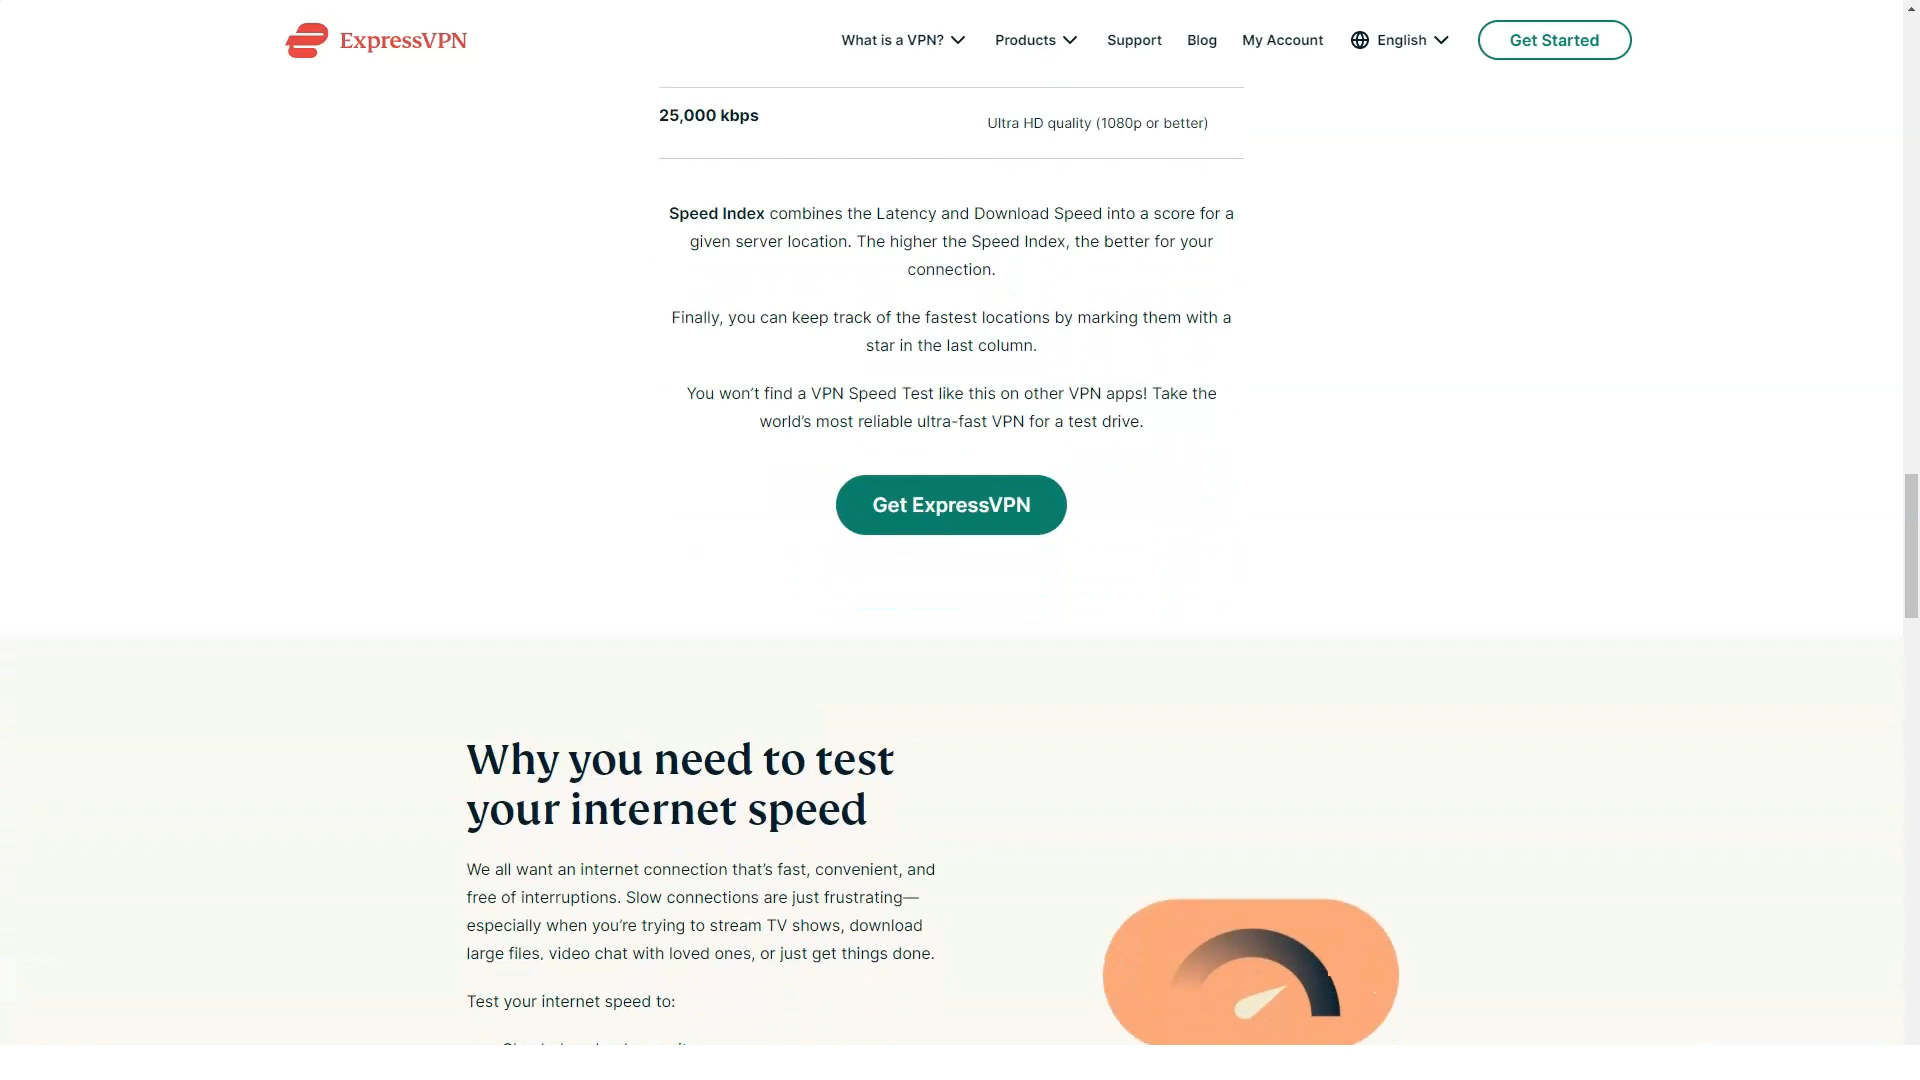 ExpressVPN
What is a VPN?
Products
Support
Blog
My Account
English
Get Started
25,000 kbps
Ultra HD quality (1080p or better)
Speed Index combines the Latency and Download Speed into a score for a
given server location. The higher the Speed Index, the better for your
connection.
Finally, you can keep track of the fastest locations by marking them with a
star in the last column.
You won’t find a VPN Speed Test like this on other VPN apps! Take the
world’s most reliable ultra-fast VPN for a test drive.
Get ExpressVPN
Why you need to test
your internet speed
We all want an internet connection that’s fast, convenient, and
free of interruptions. Slow connections are just frustrating—
especially when you’re trying to stream TV shows, download
large files, video chat with loved ones, or just get things done.
Test your internet speed to: